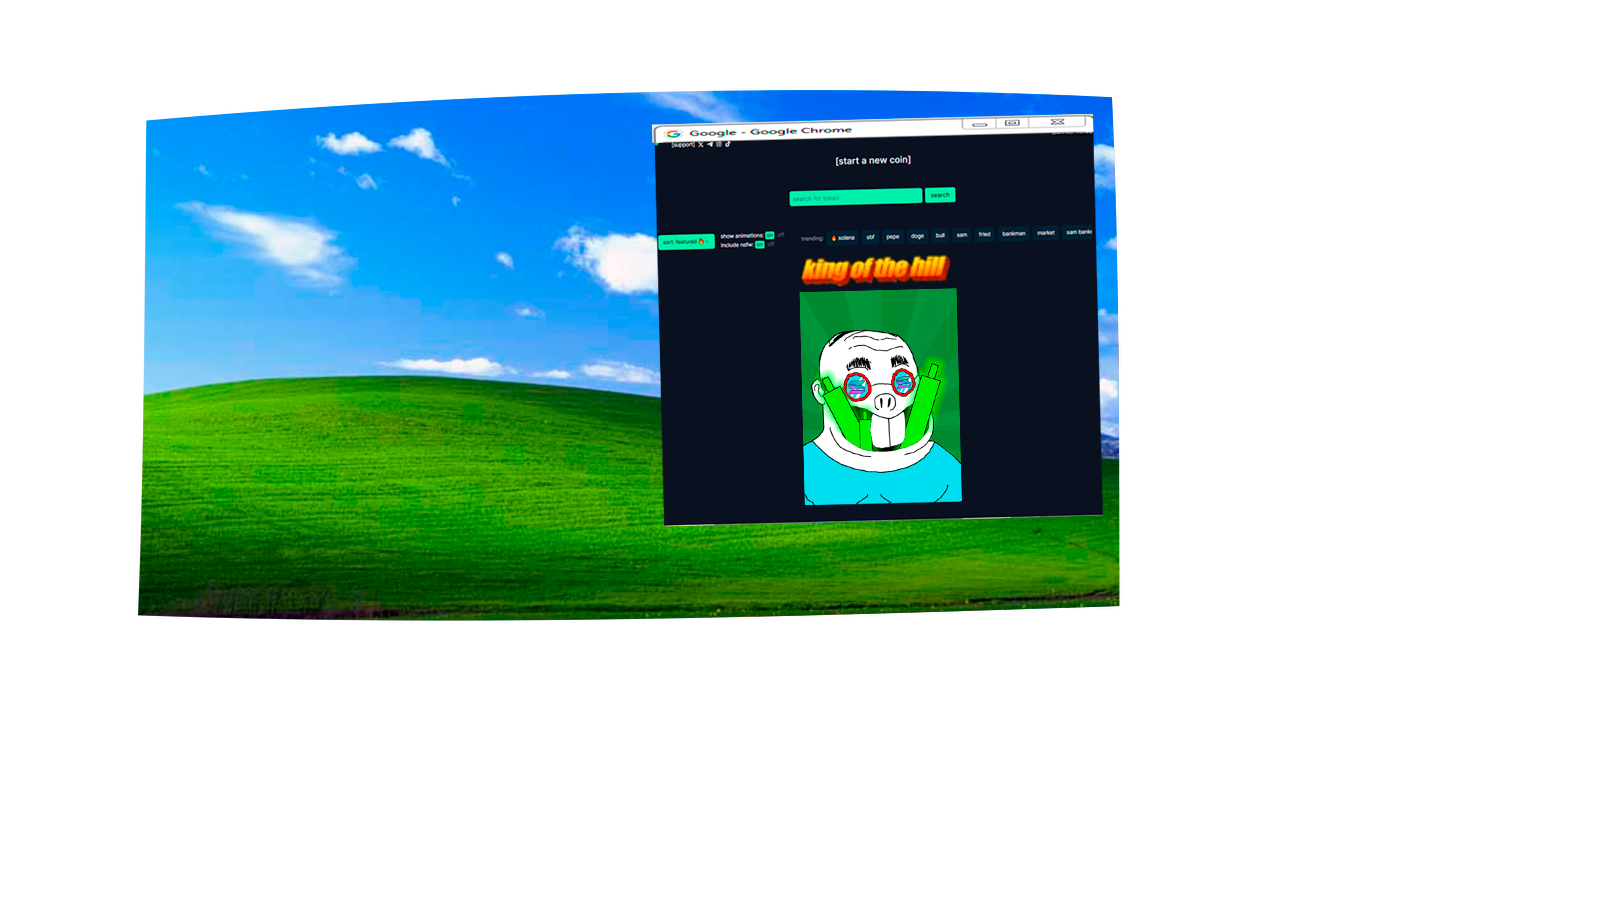 Google - Google Chrome
[support]
[start a new coin]
search for token
search
sort: featured 🔥
show animations: on off
include nsfw: on off
trending: 🔥 solana sbf pepe doge bull sam fried bankman market sam bank
king of the hill